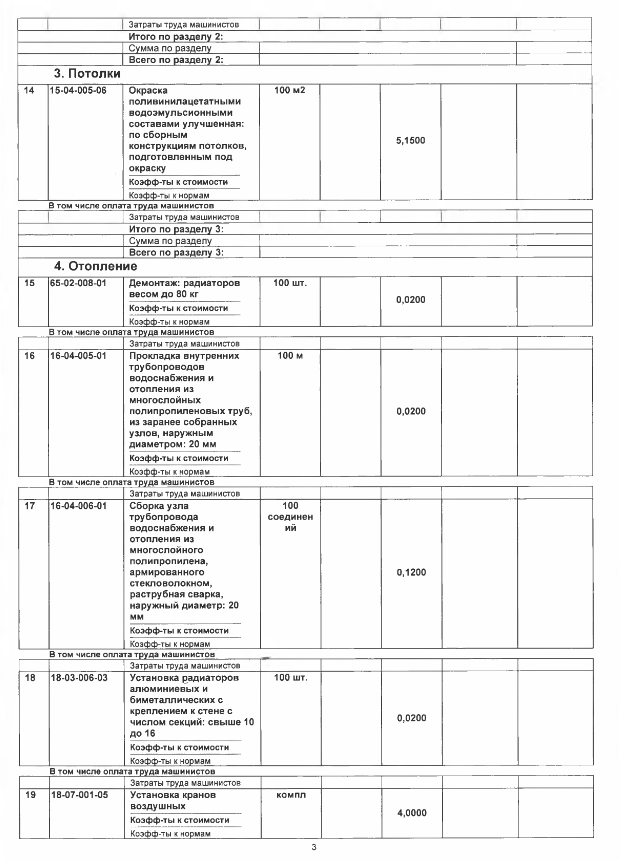 Затраты труда машинистов
Итого по разделу 2:
Сумма по разделу
Всего по разделу 2:
3. Потолки
14 15-04-005-06 Окраска 100 м2
поливинилацетатными
водоэмульсионными
составами улучшенная:
по сборным
конструкциям потолков, 5,1500
подготовленным под
окраску
Коэфф-ты к стоимости
Коэфф-ты к нормам
В том числе оплата труда машинистов
Затраты труда машинистов
Итого по разделу 3:
Сумма по разделу
Всего по разделу 3:
4. Отопление
15 65-02-008-01 Демонтаж: радиаторов 100 шт.
весом до 80 кг 0,0200
Коэфф-ты к стоимости
Коэфф-ты к нормам
В том числе оплата труда машинистов
Затраты труда машинистов
16 16-04-005-01 Прокладка внутренних 100 м
трубопроводов
водоснабжения и
отопления из
многослойных
полипропиленовых труб, 0,0200
из заранее собранных
узлов, наружным
диаметром: 20 мм
Коэфф-ты к стоимости
Коэфф-ты к нормам
В том числе оплата труда машинистов
Затраты труда машинистов
17 16-04-006-01 Сборка узла 100
трубопровода соединен
водоснабжения и ий
отопления из
многослойного
полипропилена,
армированного 0,1200
стекловолокном,
раструбная сварка,
наружный диаметр: 20
мм
Коэфф-ты к стоимости
Коэфф-ты к нормам
В том числе оплата труда машинистов
Затраты труда машинистов
18 18-03-006-03 Установка радиаторов 100 шт.
алюминиевых и
биметаллических с
креплением к стене с
числом секций: свыше 10 0,0200
до 16
Коэфф-ты к стоимости
Коэфф-ты к нормам
В том числе оплата труда машинистов
Затраты труда машинистов
19 18-07-001-05 Установка кранов компл
воздушных 4,0000
Коэфф-ты к стоимости
Коэфф-ты к нормам
3